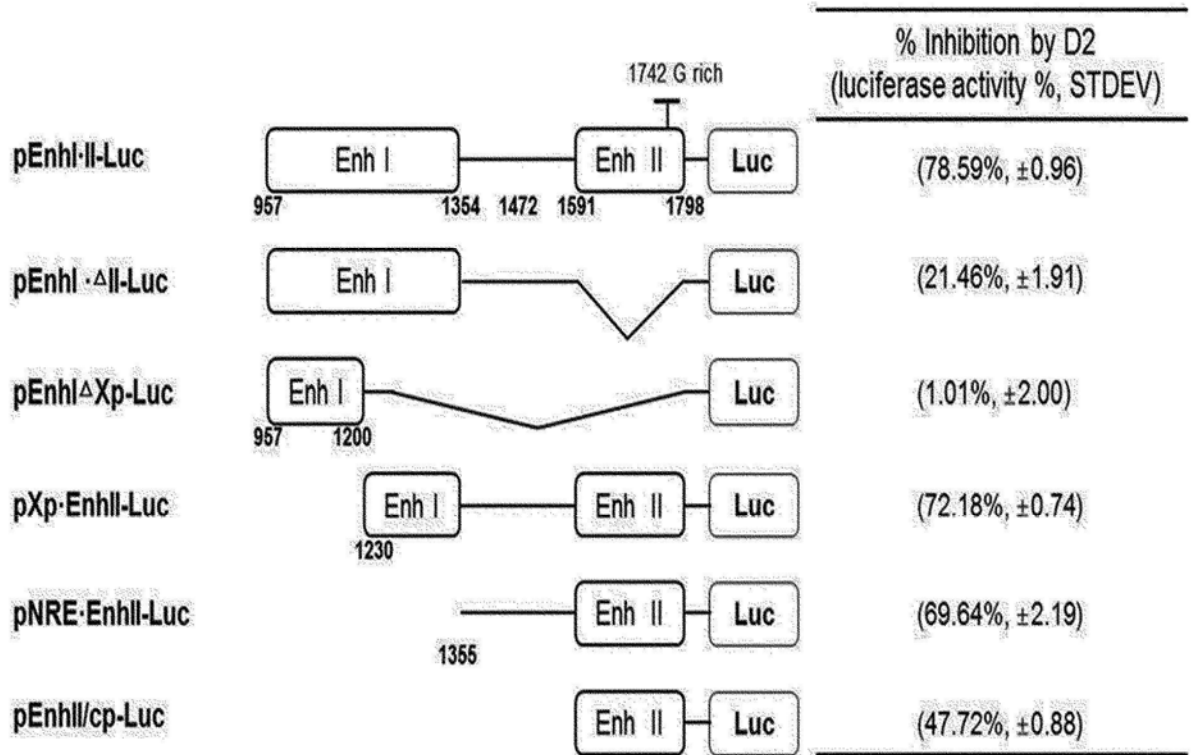 % Inhibition by D2
(luciferase activity %, STDEV)
1742 G rich
pEnhI·II-Luc Enh I Enh II Luc (78.59%, ±0.96)
957 1354 1472 1591 1798
pEnhI ·△II-Luc Enh I Luc (21.46%, ±1.91)
pEnhI△Xp-Luc Enh I Luc (1.01%, ±2.00)
957 1200
pXp·EnhII-Luc Enh I Enh II Luc (72.18%, ±0.74)
1230
pNRE·EnhII-Luc Enh II Luc (69.64%, ±2.19)
1355
pEnhII/cp-Luc Enh II Luc (47.72%, ±0.88)